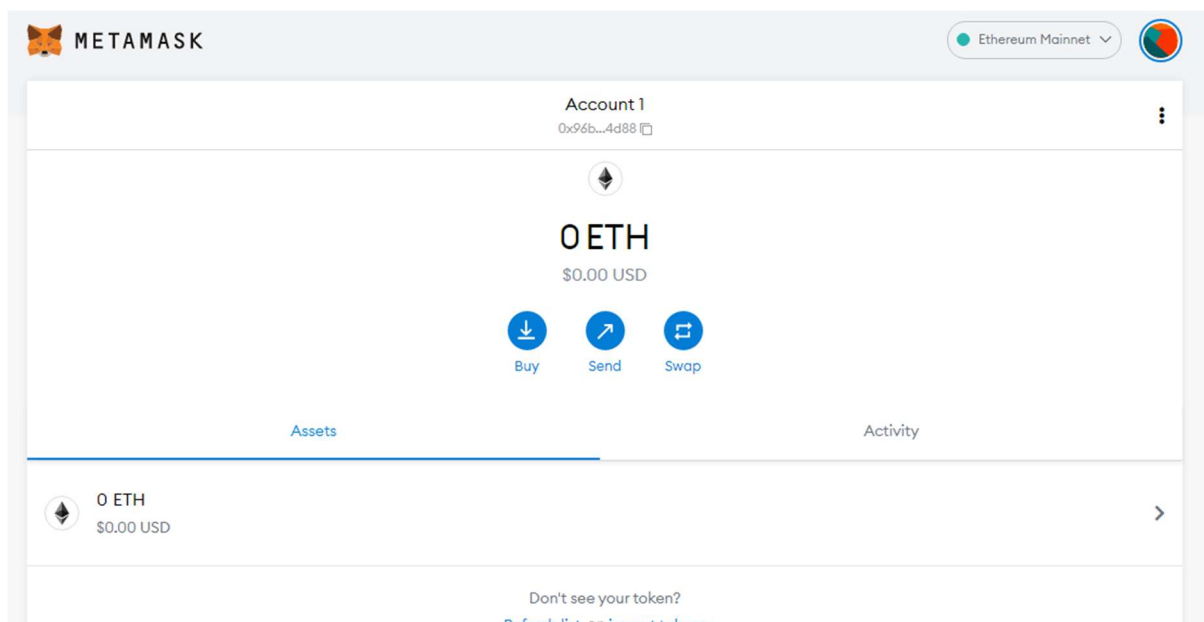 METAMASK
Ethereum Mainnet
Account 1
0x96b...4d88
0 ETH
$0.00 USD
Buy Send Swap
Assets Activity
0 ETH
$0.00 USD
Don't see your token?